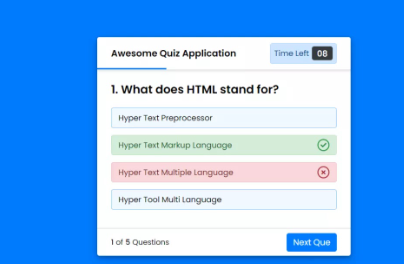 Awesome Quiz Application
Time Left 08
1. What does HTML stand for?
Hyper Text Preprocessor
Hyper Text Markup Language
Hyper Text Multiple Language
Hyper Tool Multi Language
1 of 5 Questions
Next Que